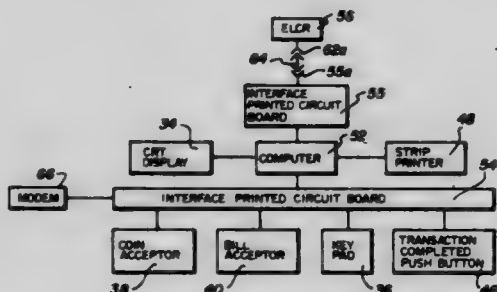 ELCR
56
62a
64
55a
INTERFACE
PRINTED CIRCUIT
BOARD
55
34
CRT
DISPLAY
COMPUTER
52
STRIP
PRINTER
48
66
MODEM
INTERFACE PRINTED CIRCUIT BOARD
54
COIN
ACCEPTOR
38
BILL
ACCEPTOR
40
KEY
PAD
36
TRANSACTION
COMPLETED
PUSH BUTTON